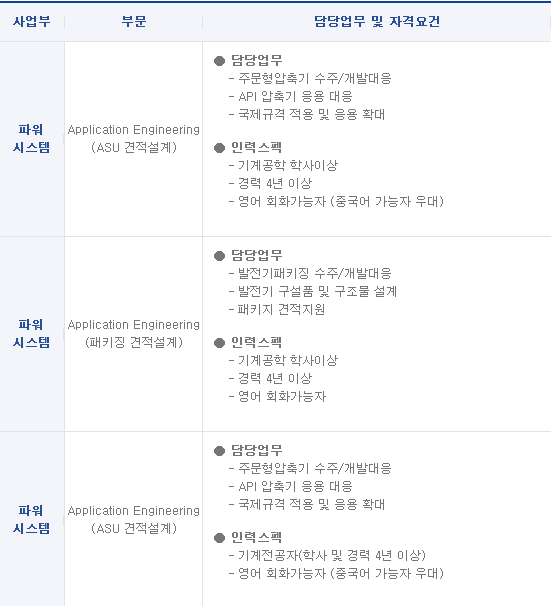 사업부 부문 담당업무 및 자격요건
파워
시스템
Application Engineering
(ASU 견적설계)
● 담당업무
- 주문형압축기 수주/개발대응
- API 압축기 응용 대응
- 국제규격 적용 및 응용 확대
● 인력스펙
- 기계공학 학사이상
- 경력 4년 이상
- 영어 회화가능자 (중국어 가능자 우대)
파워
시스템
Application Engineering
(패키징 견적설계)
● 담당업무
- 발전기패키징 수주/개발대응
- 발전기 구설품 및 구조물 설계
- 패키지 견적지원
● 인력스펙
- 기계공학 학사이상
- 경력 4년 이상
- 영어 회화가능자
파워
시스템
Application Engineering
(ASU 견적설계)
● 담당업무
- 주문형압축기 수주/개발대응
- API 압축기 응용 대응
- 국제규격 적용 및 응용 확대
● 인력스펙
- 기계전공자(학사 및 경력 4년 이상)
- 영어 회화가능자 (중국어 가능자 우대)